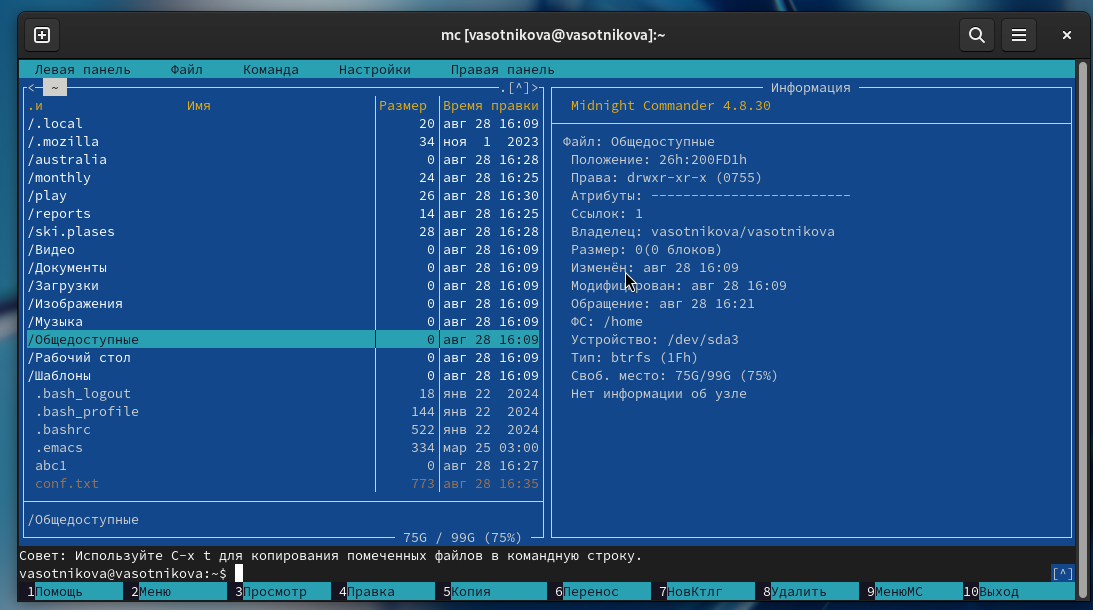 mc [vasotnikova@vasotnikova]:~
Левая панель Файл Команда Настройки Правая панель
<─ ~ .[^]>
.и Имя Размер Время правки
/.local 20 авг 28 16:09
/.mozilla 34 ноя 1 2023
/australia 0 авг 28 16:28
/monthly 24 авг 28 16:25
/play 26 авг 28 16:30
/reports 14 авг 28 16:25
/ski.plases 28 авг 28 16:28
/Видео 0 авг 28 16:09
/Документы 0 авг 28 16:09
/Загрузки 0 авг 28 16:09
/Изображения 0 авг 28 16:09
/Музыка 0 авг 28 16:09
/Общедоступные 0 авг 28 16:09
/Рабочий стол 0 авг 28 16:09
/Шаблоны 0 авг 28 16:09
.bash_logout 18 янв 22 2024
.bash_profile 144 янв 22 2024
.bashrc 522 янв 22 2024
.emacs 334 мар 25 03:00
abc1 0 авг 28 16:27
conf.txt 773 авг 28 16:35
/Общедоступные
75G / 99G (75%)
Информация
Midnight Commander 4.8.30
Файл: Общедоступные
Положение: 26h:200FD1h
Права: drwxr-xr-x (0755)
Атрибуты: -------------------------
Ссылок: 1
Владелец: vasotnikova/vasotnikova
Размер: 0(0 блоков)
Изменён: авг 28 16:09
Модифицирован: авг 28 16:09
Обращение: авг 28 16:21
ФС: /home
Устройство: /dev/sda3
Тип: btrfs (1Fh)
Своб. место: 75G/99G (75%)
Нет информации об узле
Совет: Используйте C-x t для копирования помеченных файлов в командную строку.
vasotnikova@vasotnikova:~$ [^]
1Помощь 2Меню 3Просмотр 4Правка 5Копия 6Перенос 7НовКтлг 8Удалить 9МенюMC 10Выход